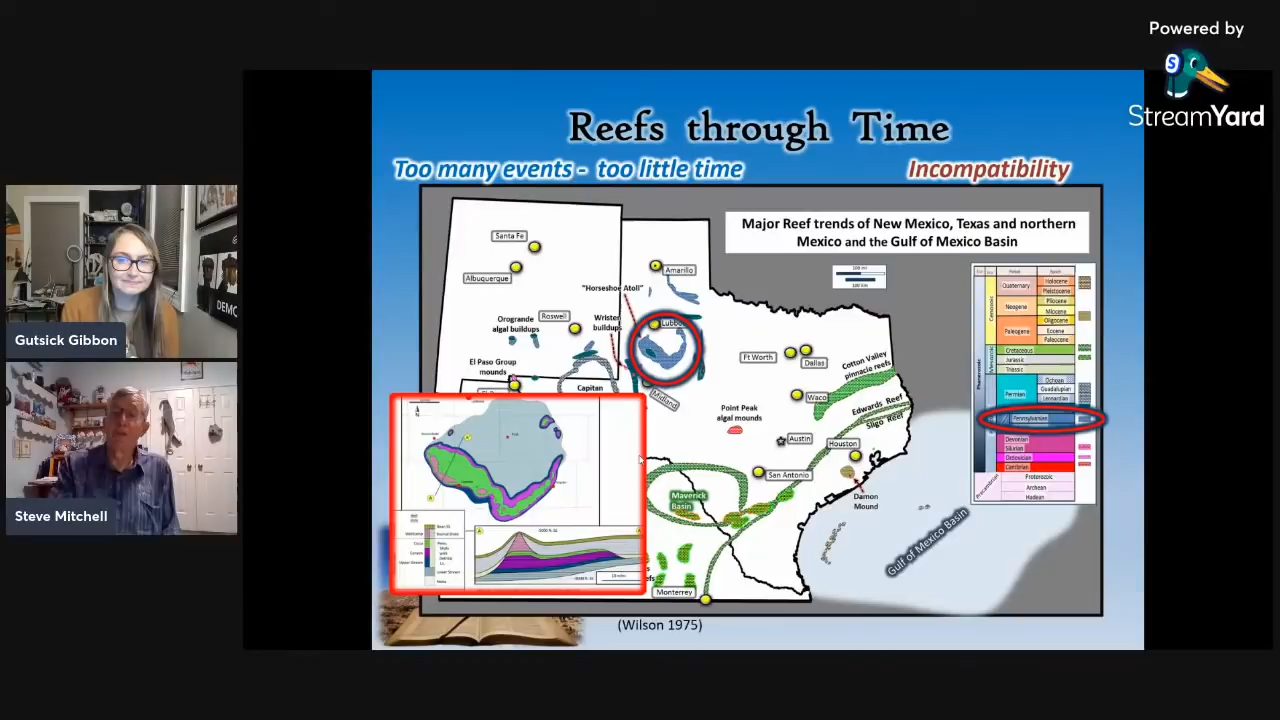 Powered by
StreamYard
Reefs through Time
Too many events - too little time
Incompatibility
Major Reef trends of New Mexico, Texas and northern
Mexico and the Gulf of Mexico Basin
Santa Fe
Albuquerque
Amarillo
"Horseshoe Atoll"
Orogrande
algal buildups
Roswell
Wristen
buildups
El Paso Group
mounds
Capitan
Midland
Ft Worth
Dallas
Cotton Valley
pinnacle reefs
Waco
Point Peak
algal mounds
Edwards Reef
Sligo Reef
Austin
Houston
San Antonio
Damon
Mound
Maverick
Basin
Gulf of Mexico Basin
Monterrey
Quaternary
Holocene
Pleistocene
Neogene
Pliocene
Miocene
Paleogene
Oligocene
Eocene
Paleocene
Cretaceous
Jurassic
Triassic
Permian
Ochoan
Guadalupian
Leonardian
Pennsylvanian
Devonian
Silurian
Ordovician
Cambrian
Precambrian
Proterozoic
Archean
Hadean
(Wilson 1975)
Gutsick Gibbon
Steve Mitchell